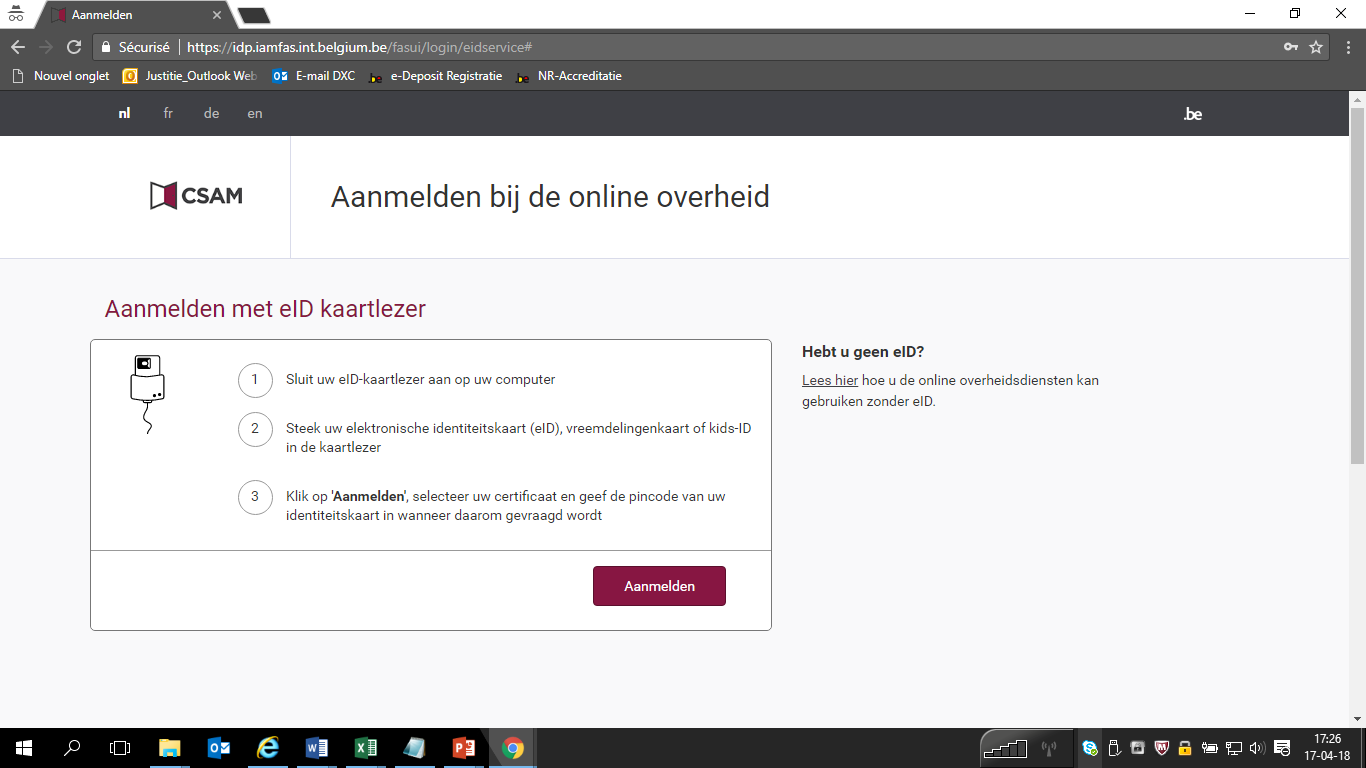 Aanmelden
Sécurisé
https://idp.iamfas.int.belgium.be/fasui/login/eidservice#
Nouvel onglet
Justitie_Outlook Web
E-mail DXC
e-Deposit Registratie
NR-Accreditatie
nl fr de en
.be
CSAM
Aanmelden bij de online overheid
Aanmelden met eID kaartlezer
1 Sluit uw eID-kaartlezer aan op uw computer
2 Steek uw elektronische identiteitskaart (eID), vreemdelingenkaart of kids-ID
in de kaartlezer
3 Klik op 'Aanmelden', selecteer uw certificaat en geef de pincode van uw
identiteitskaart in wanneer daarom gevraagd wordt
Aanmelden
Hebt u geen eID?
Lees hier hoe u de online overheidsdiensten kan
gebruiken zonder eID.
17:26
17-04-18